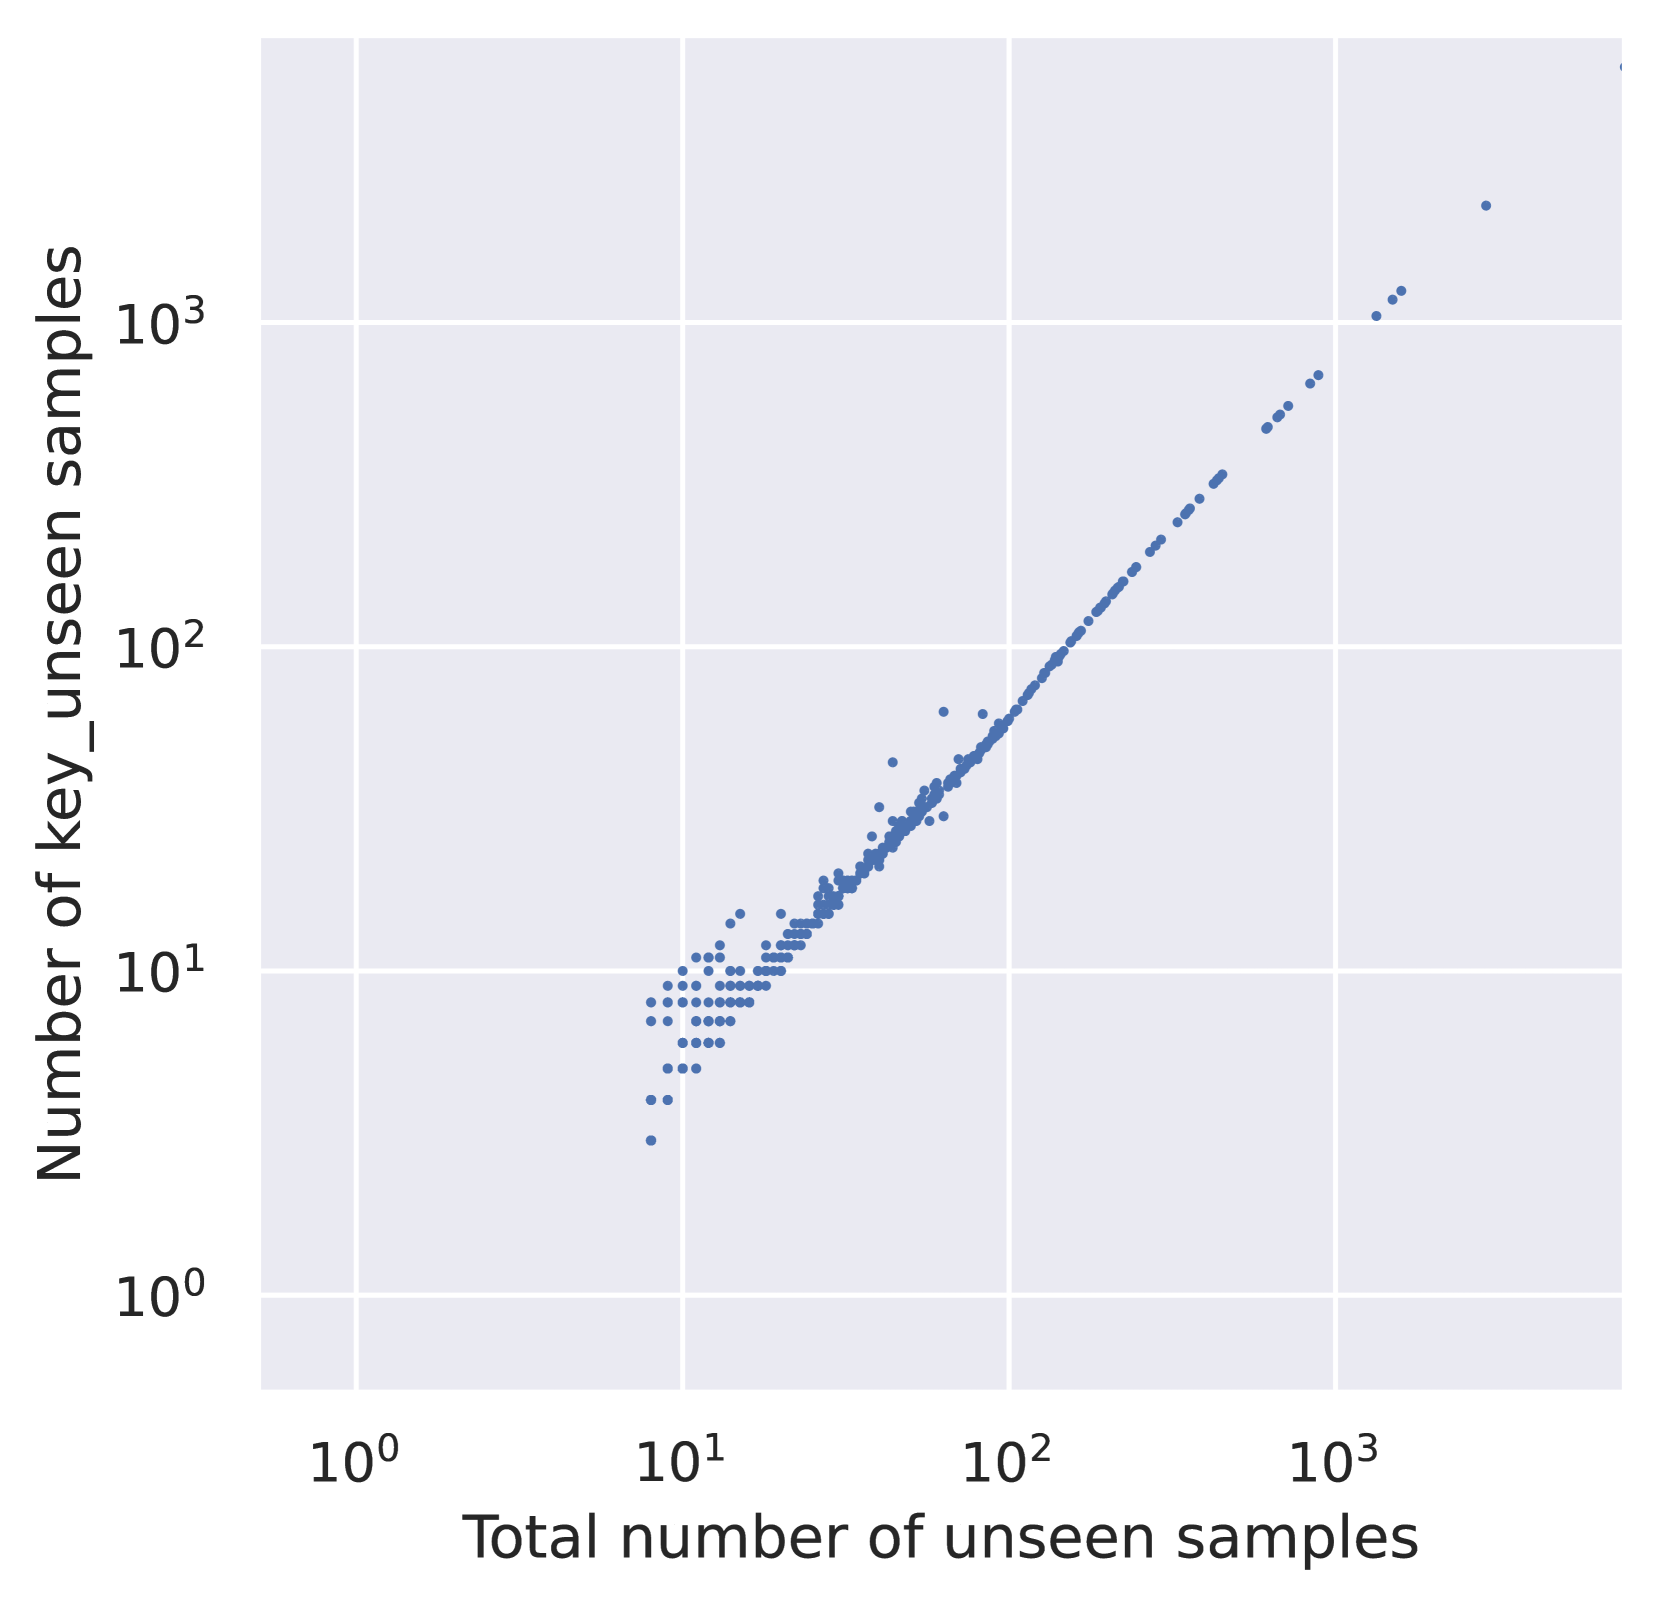 Number of key_unseen samples
10³
10²
10¹
10⁰
10⁰ 10¹ 10² 10³
Total number of unseen samples